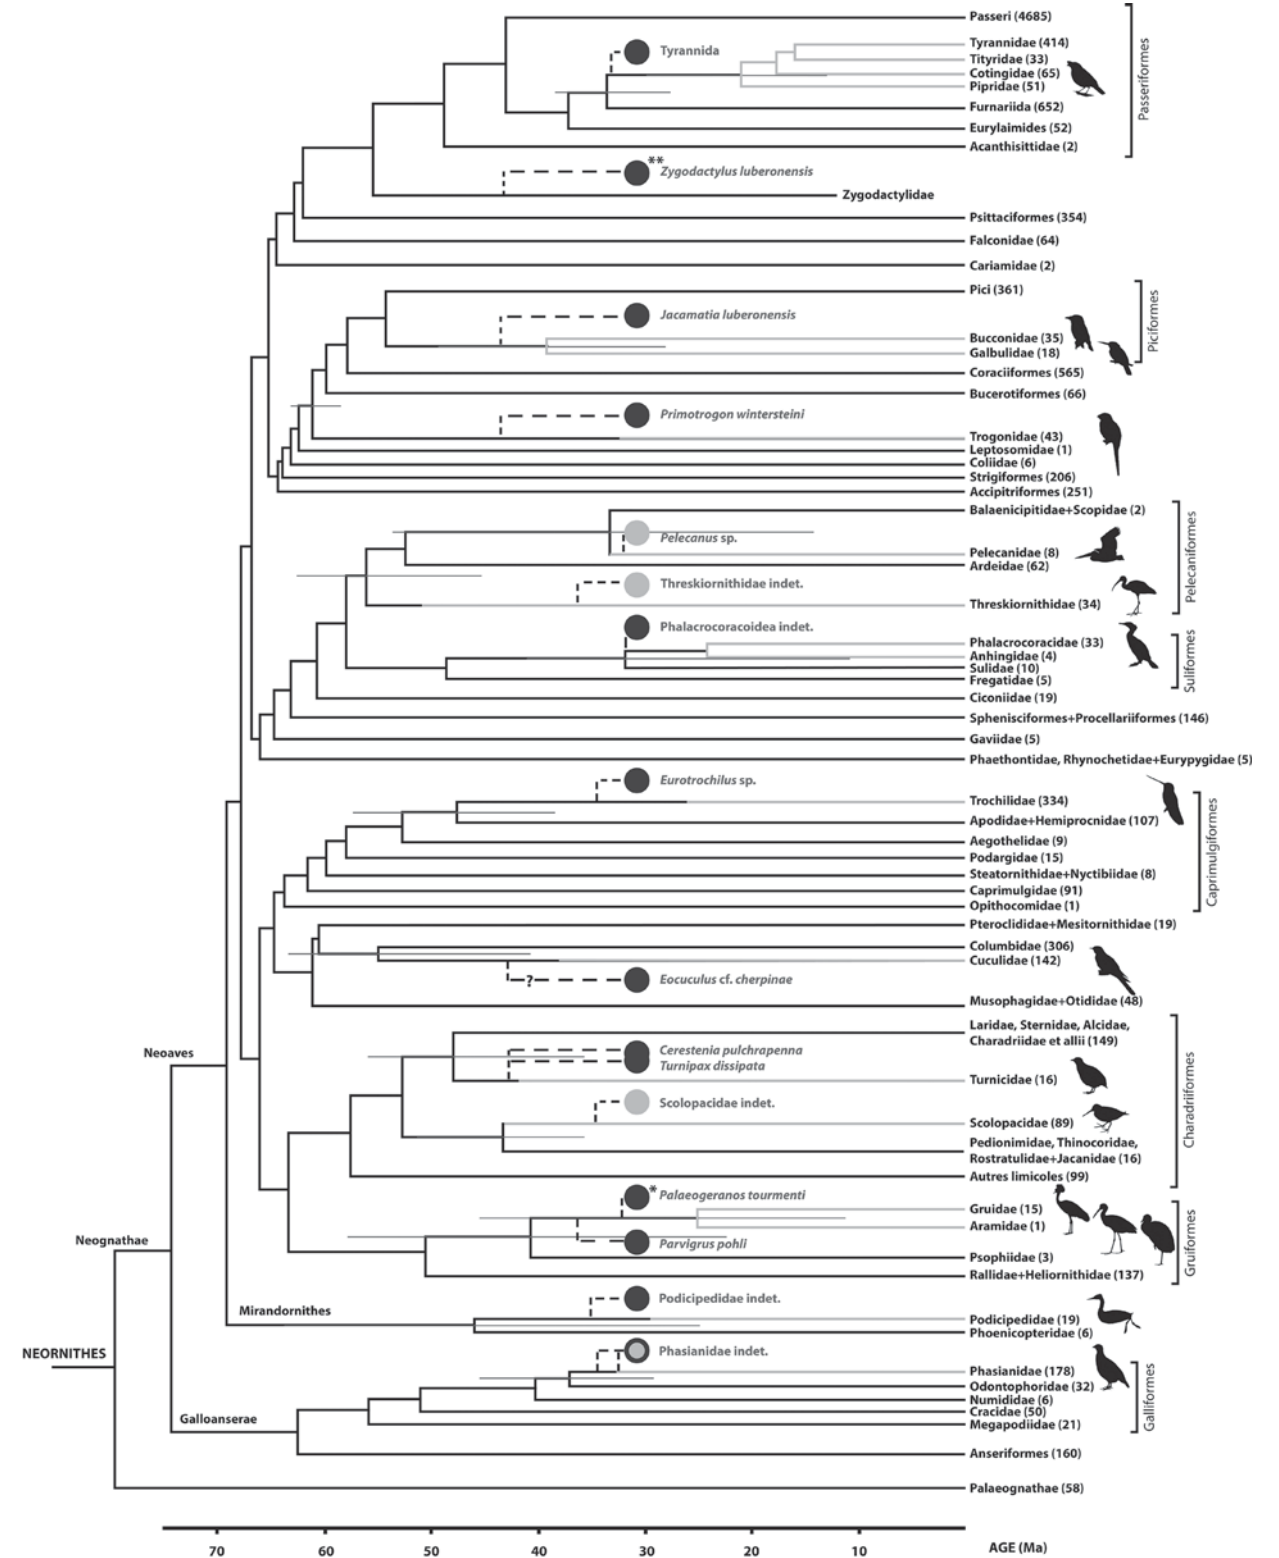 Passeri (4685)
Tyrannidae (414)
Tyrannida
Tityridae (33)
Cotingidae (65)
Pipridae (51)
Furnariida (652)
Eurylaimides (52)
Acanthisittidae (2)
Passeriformes
**
Zygodactylus luberonensis
Zygodactylidae
Psittaciformes (354)
Falconidae (64)
Cariamidae (2)
Pici (361)
Jacamatia luberonensis
Bucconidae (35)
Galbulidae (18)
Piciformes
Coraciiformes (565)
Bucerotiformes (66)
Primotrogon wintersteini
Trogonidae (43)
Leptosomidae (1)
Coliidae (6)
Strigiformes (206)
Accipitriformes (251)
Balaenicipitidae+Scopidae (2)
Pelecanus sp.
Pelecanidae (8)
Ardeidae (62)
Threskiornithidae indet.
Threskiornithidae (34)
Pelecaniformes
Phalacrocoracoidea indet.
Phalacrocoracidae (33)
Anhingidae (4)
Sulidae (10)
Fregatidae (5)
Suliformes
Ciconiidae (19)
Sphenisciformes+Procellariiformes (146)
Gaviidae (5)
Phaethontidae, Rhynochetidae+Eurypygidae (5)
Eurotrochilus sp.
Trochilidae (334)
Apodidae+Hemiprocnidae (107)
Aegothelidae (9)
Podargidae (15)
Steatornithidae+Nyctibiidae (8)
Caprimulgidae (91)
Opithocomidae (1)
Caprimulgiformes
Pteroclididae+Mesitornithidae (19)
Columbidae (306)
Cuculidae (142)
?
Eocuculus cf. cherpinae
Musophagidae+Otididae (48)
Laridae, Sternidae, Alcidae,
Charadriidae et allii (149)
Neoaves
Cerestenia pulchrapenna
Turnipax dissipata
Turnicidae (16)
Scolopacidae indet.
Scolopacidae (89)
Pedionimidae, Thinocoridae,
Rostratulidae+Jacanidae (16)
Autres limicoles (99)
Charadriiformes
*
Palaeogeranos tourmenti
Gruidae (15)
Aramidae (1)
Neognathae
Parvigrus pohli
Psophiidae (3)
Rallidae+Heliornithidae (137)
Gruiformes
Podicipedidae indet.
Mirandornithes
Podicipedidae (19)
Phoenicopteridae (6)
NEORNITHES
Phasianidae indet.
Phasianidae (178)
Odontophoridae (32)
Numididae (6)
Cracidae (50)
Galloanserae
Megapodiidae (21)
Galliformes
Anseriformes (160)
Palaeognathae (58)
70 60 50 40 30 20 10 AGE (Ma)